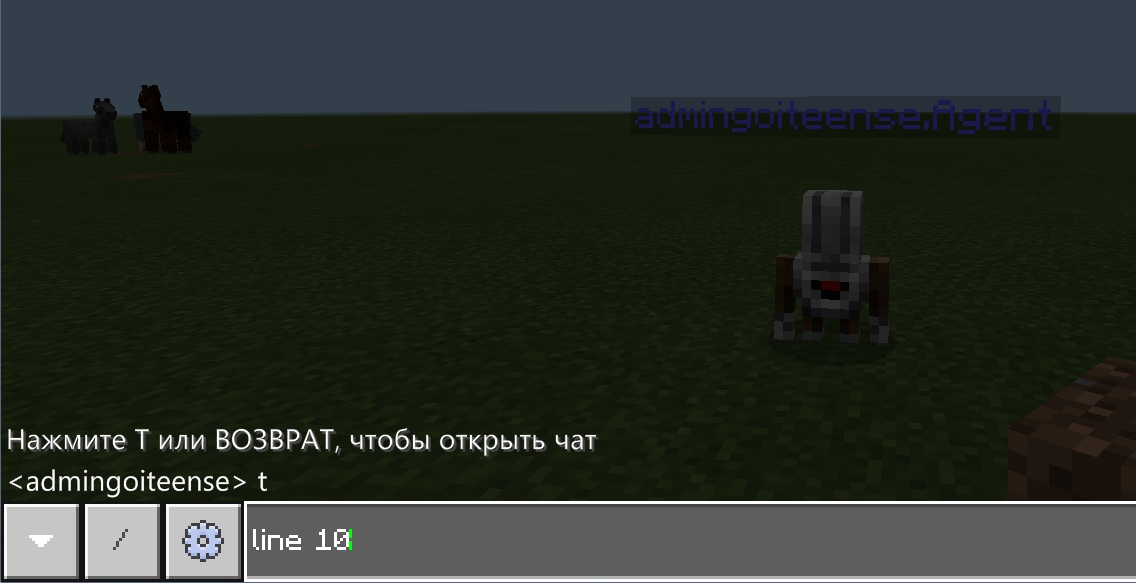 admingoiteense.Agent
Нажмите T или ВОЗВРАТ, чтобы открыть чат
<admingoiteense> t
/
line 10